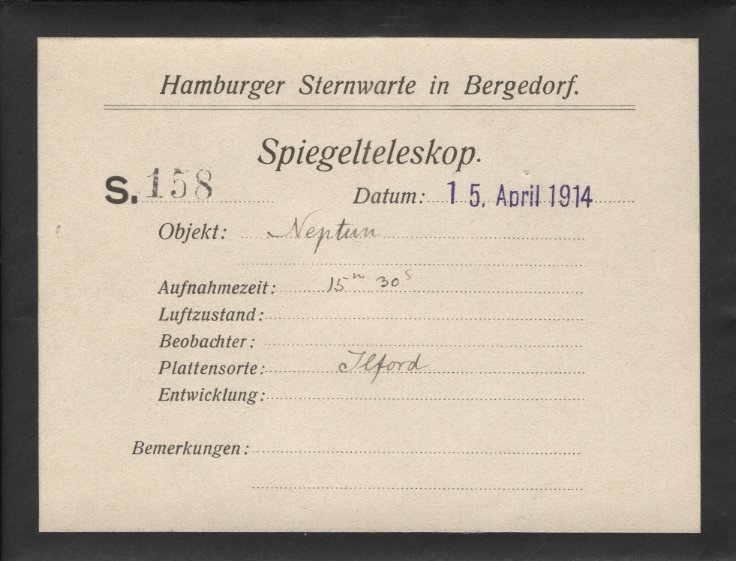 Hamburger Sternwarte in Bergedorf.
Spiegelteleskop.
S. 158 Datum: 15. April 1914
Objekt: Neptun
Aufnahmezeit: 15m 30s
Luftzustand:
Beobachter:
Plattensorte: Ilford
Entwicklung:
Bemerkungen: